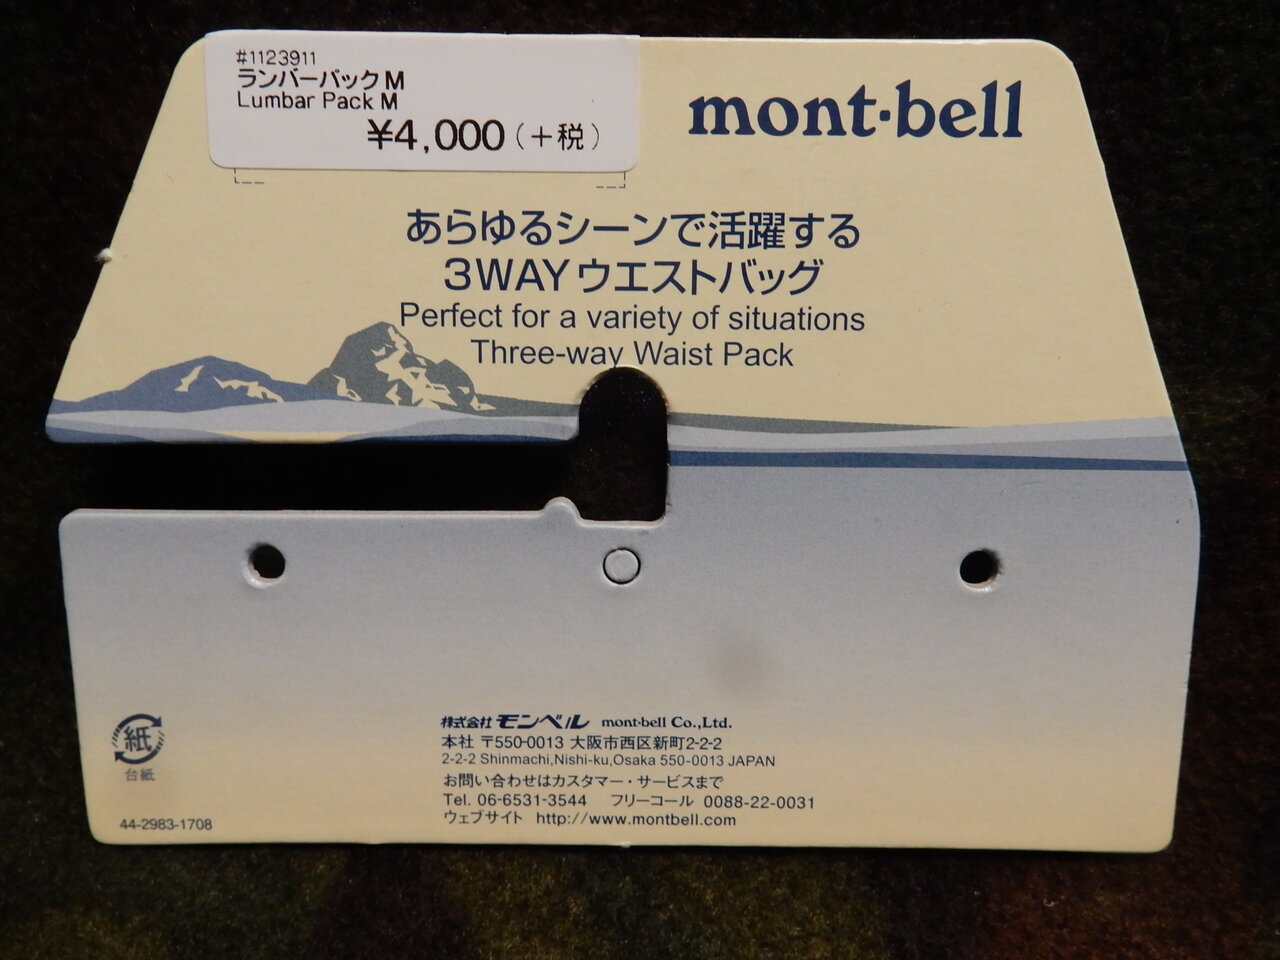 #1123911
ランバーパック M
Lumbar Pack M
¥4,000(+税)
mont·bell
あらゆるシーンで活躍する
3WAYウエストバッグ
Perfect for a variety of situations
Three-way Waist Pack
紙
台紙
44-2983-1708
株式会社 モンベル mont·bell Co.,Ltd.
本社 〒550-0013 大阪市西区新町2-2-2
2-2-2 Shinmachi,Nishi-ku,Osaka 550-0013 JAPAN
お問い合わせはカスタマー・サービスまで
Tel. 06-6531-3544 フリーコール 0088-22-0031
ウェブサイト http://www.montbell.com